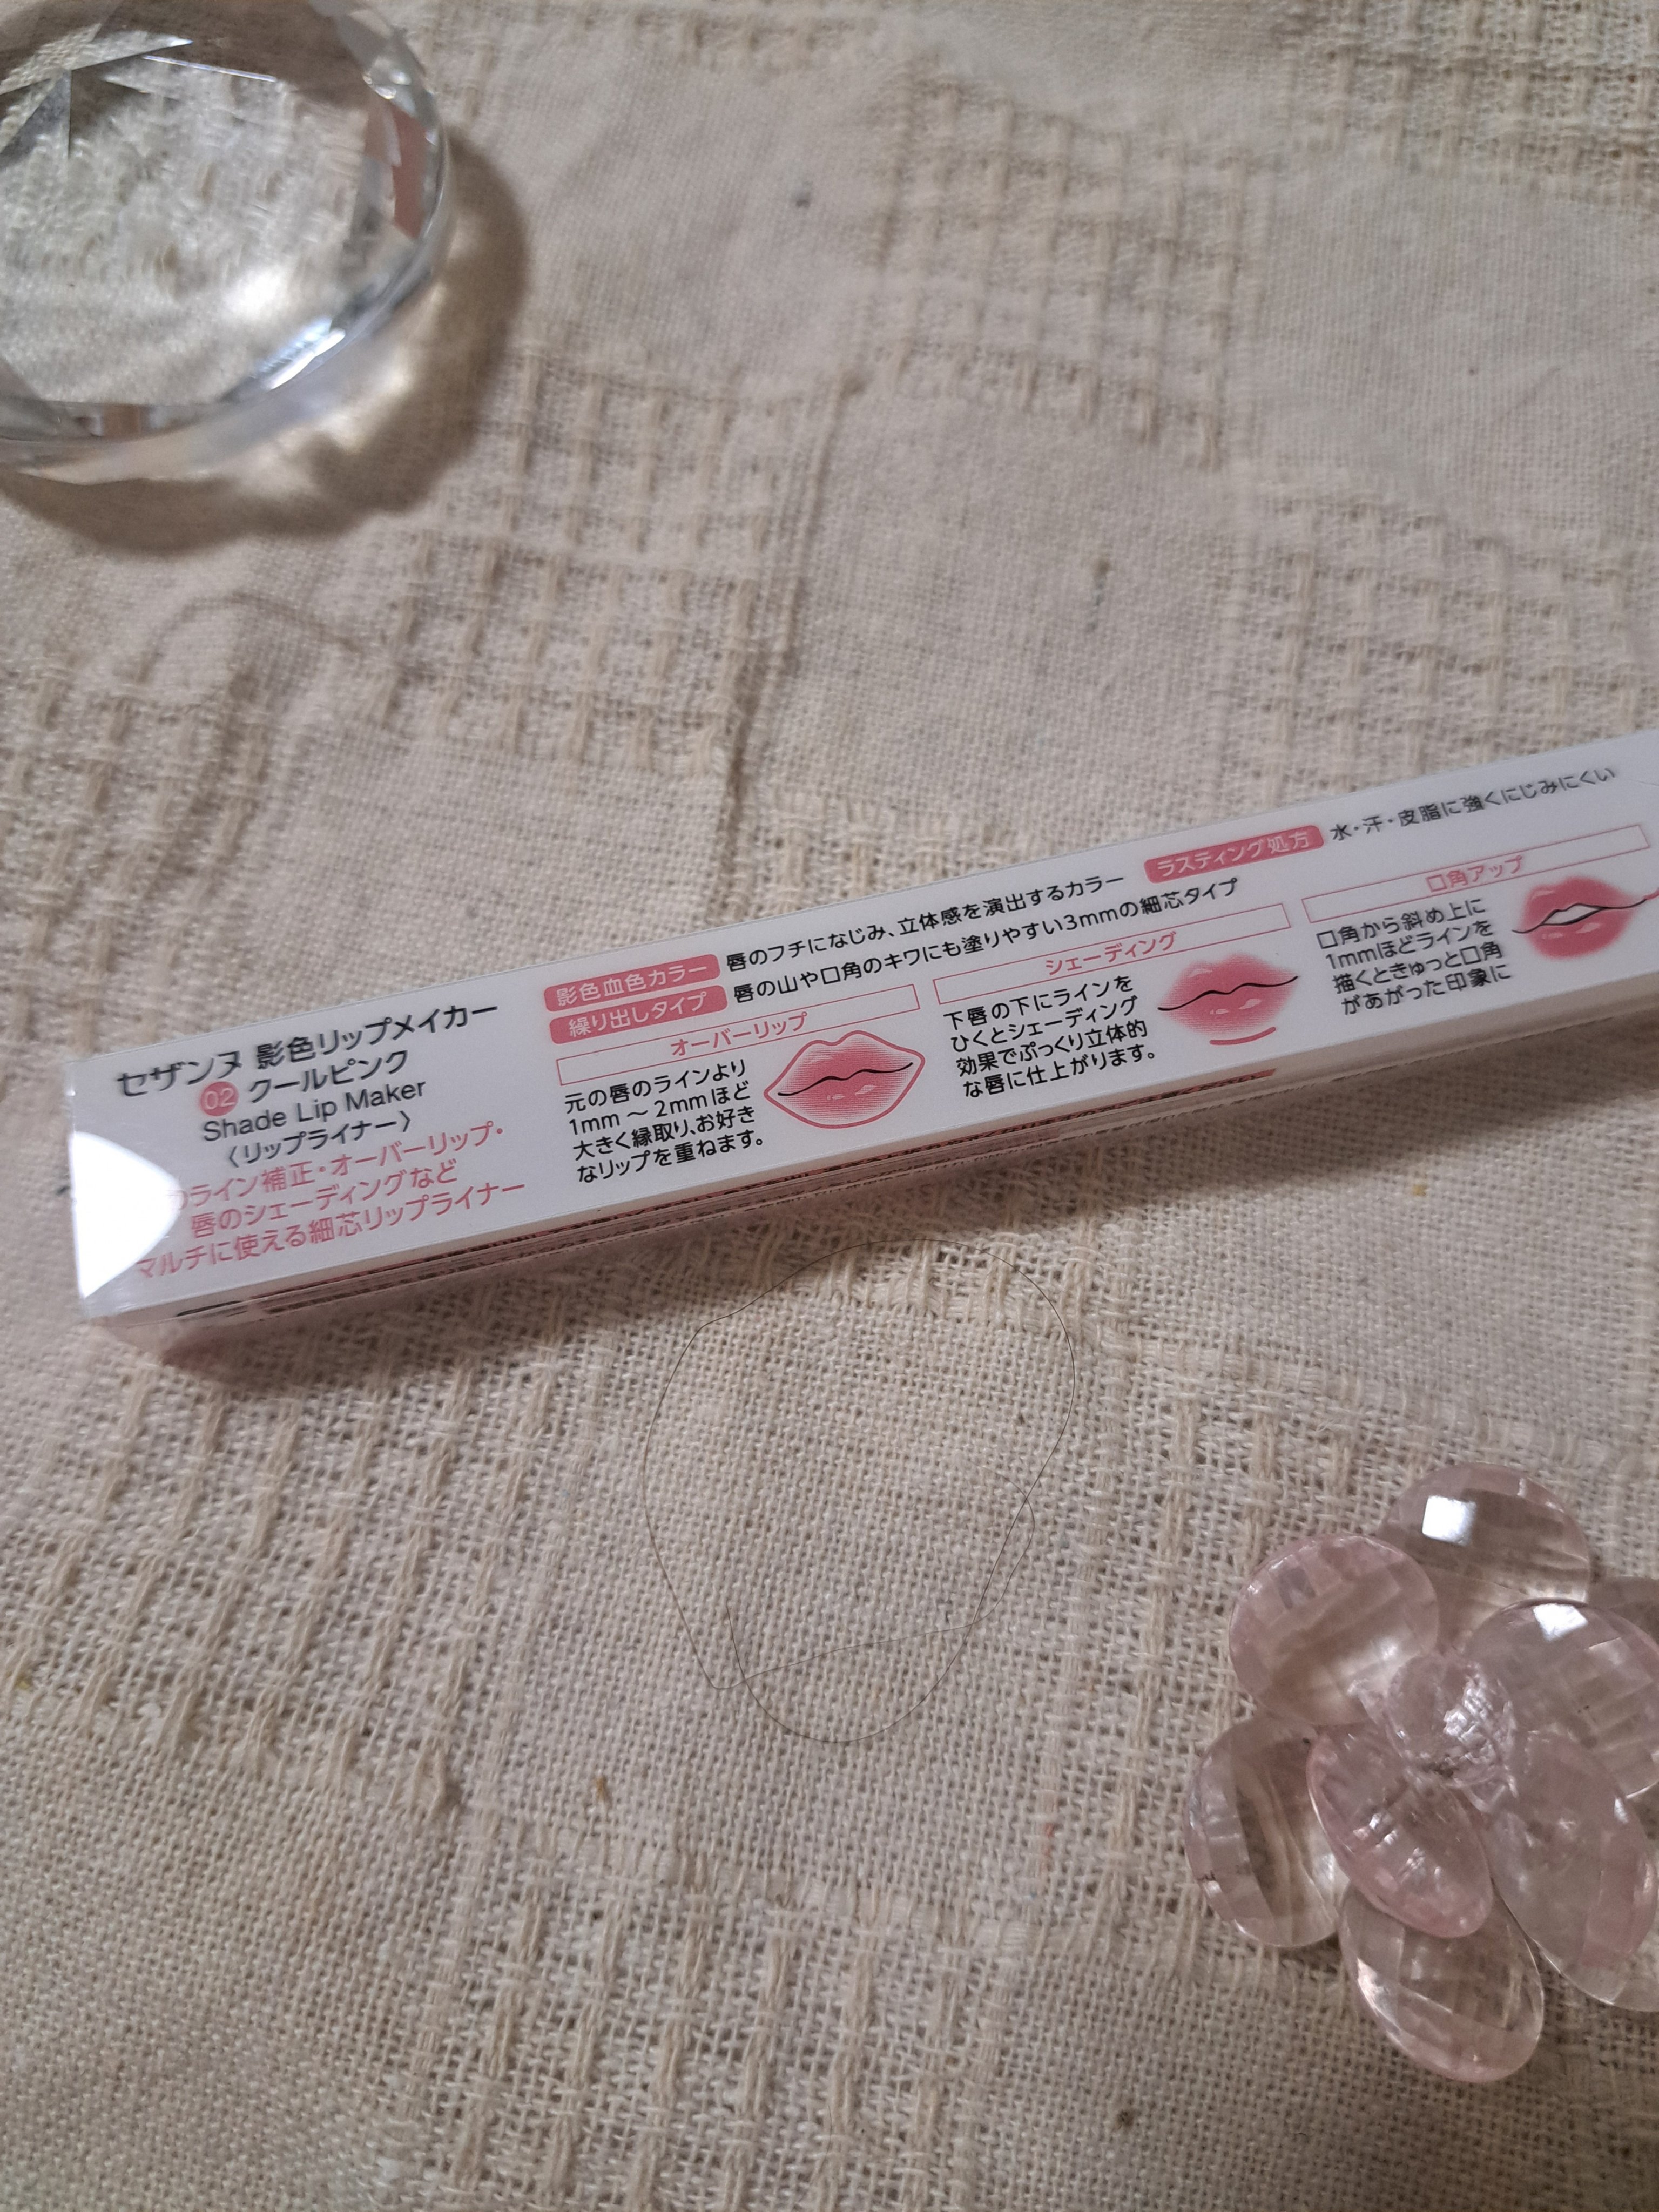 セザンヌ 影色リップメイカー
02 クールピンク
Shade Lip Maker
〈リップライナー〉
ライン補正・オーバーリップ・
唇のシェーディングなど
マルチに使える細芯リップライナー
影色血色カラー 唇のフチになじみ、立体感を演出するカラー
ラスティング処方 水・汗・皮脂に強くにじみにくい
繰り出しタイプ 唇の山や口角のキワにも塗りやすい3mmの細芯タイプ
オーバーリップ
元の唇のラインより
1mm～2mmほど
大きく縁取り、お好き
なリップを重ねます。
シェーディング
下唇の下にラインを
ひくとシェーディング
効果でぷっくり立体的
な唇に仕上がります。
口角アップ
口角から斜め上に
1mmほどラインを
描くときゅっと口角
があがった印象に